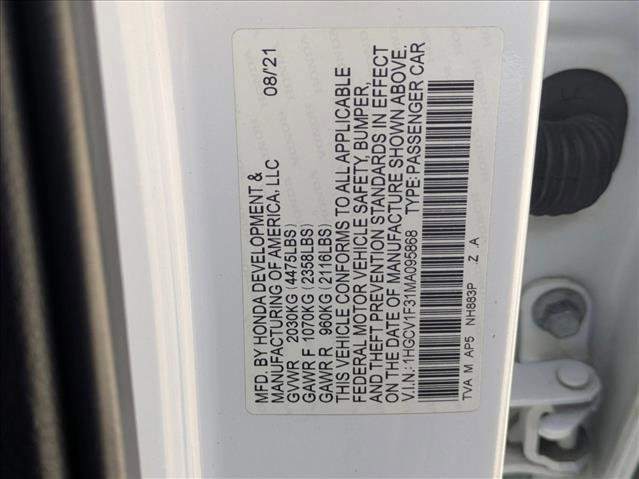 MFD. BY HONDA DEVELOPMENT & 08/21
MANUFACTURING OF AMERICA, LLC
GVWR 2030KG (4475LBS)
GAWR F 1070KG (2358LBS)
GAWR R 960KG (2116LBS)
THIS VEHICLE CONFORMS TO ALL APPLICABLE
FEDERAL MOTOR VEHICLE SAFETY, BUMPER,
AND THEFT PREVENTION STANDARDS IN EFFECT
ON THE DATE OF MANUFACTURE SHOWN ABOVE.
V.I.N.: 1HGCV1F31MA095868 TYPE: PASSENGER CAR
TVA M AP5 NH883P Z .A